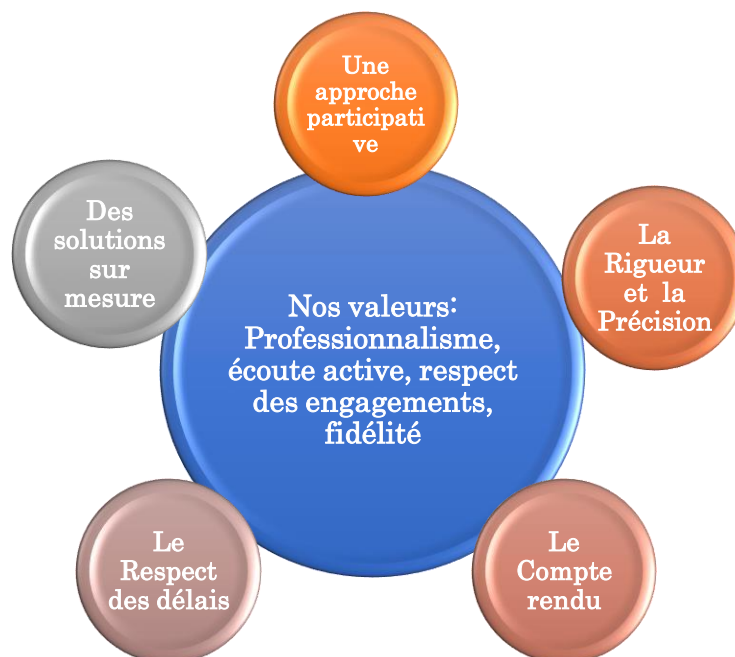 Une
approche
participati
ve
Des
solutions
sur
mesure
La
Rigueur
et la
Précision
Nos valeurs:
Professionnalisme,
écoute active, respect
des engagements,
fidélité
Le
Respect
des délais
Le
Compte
rendu